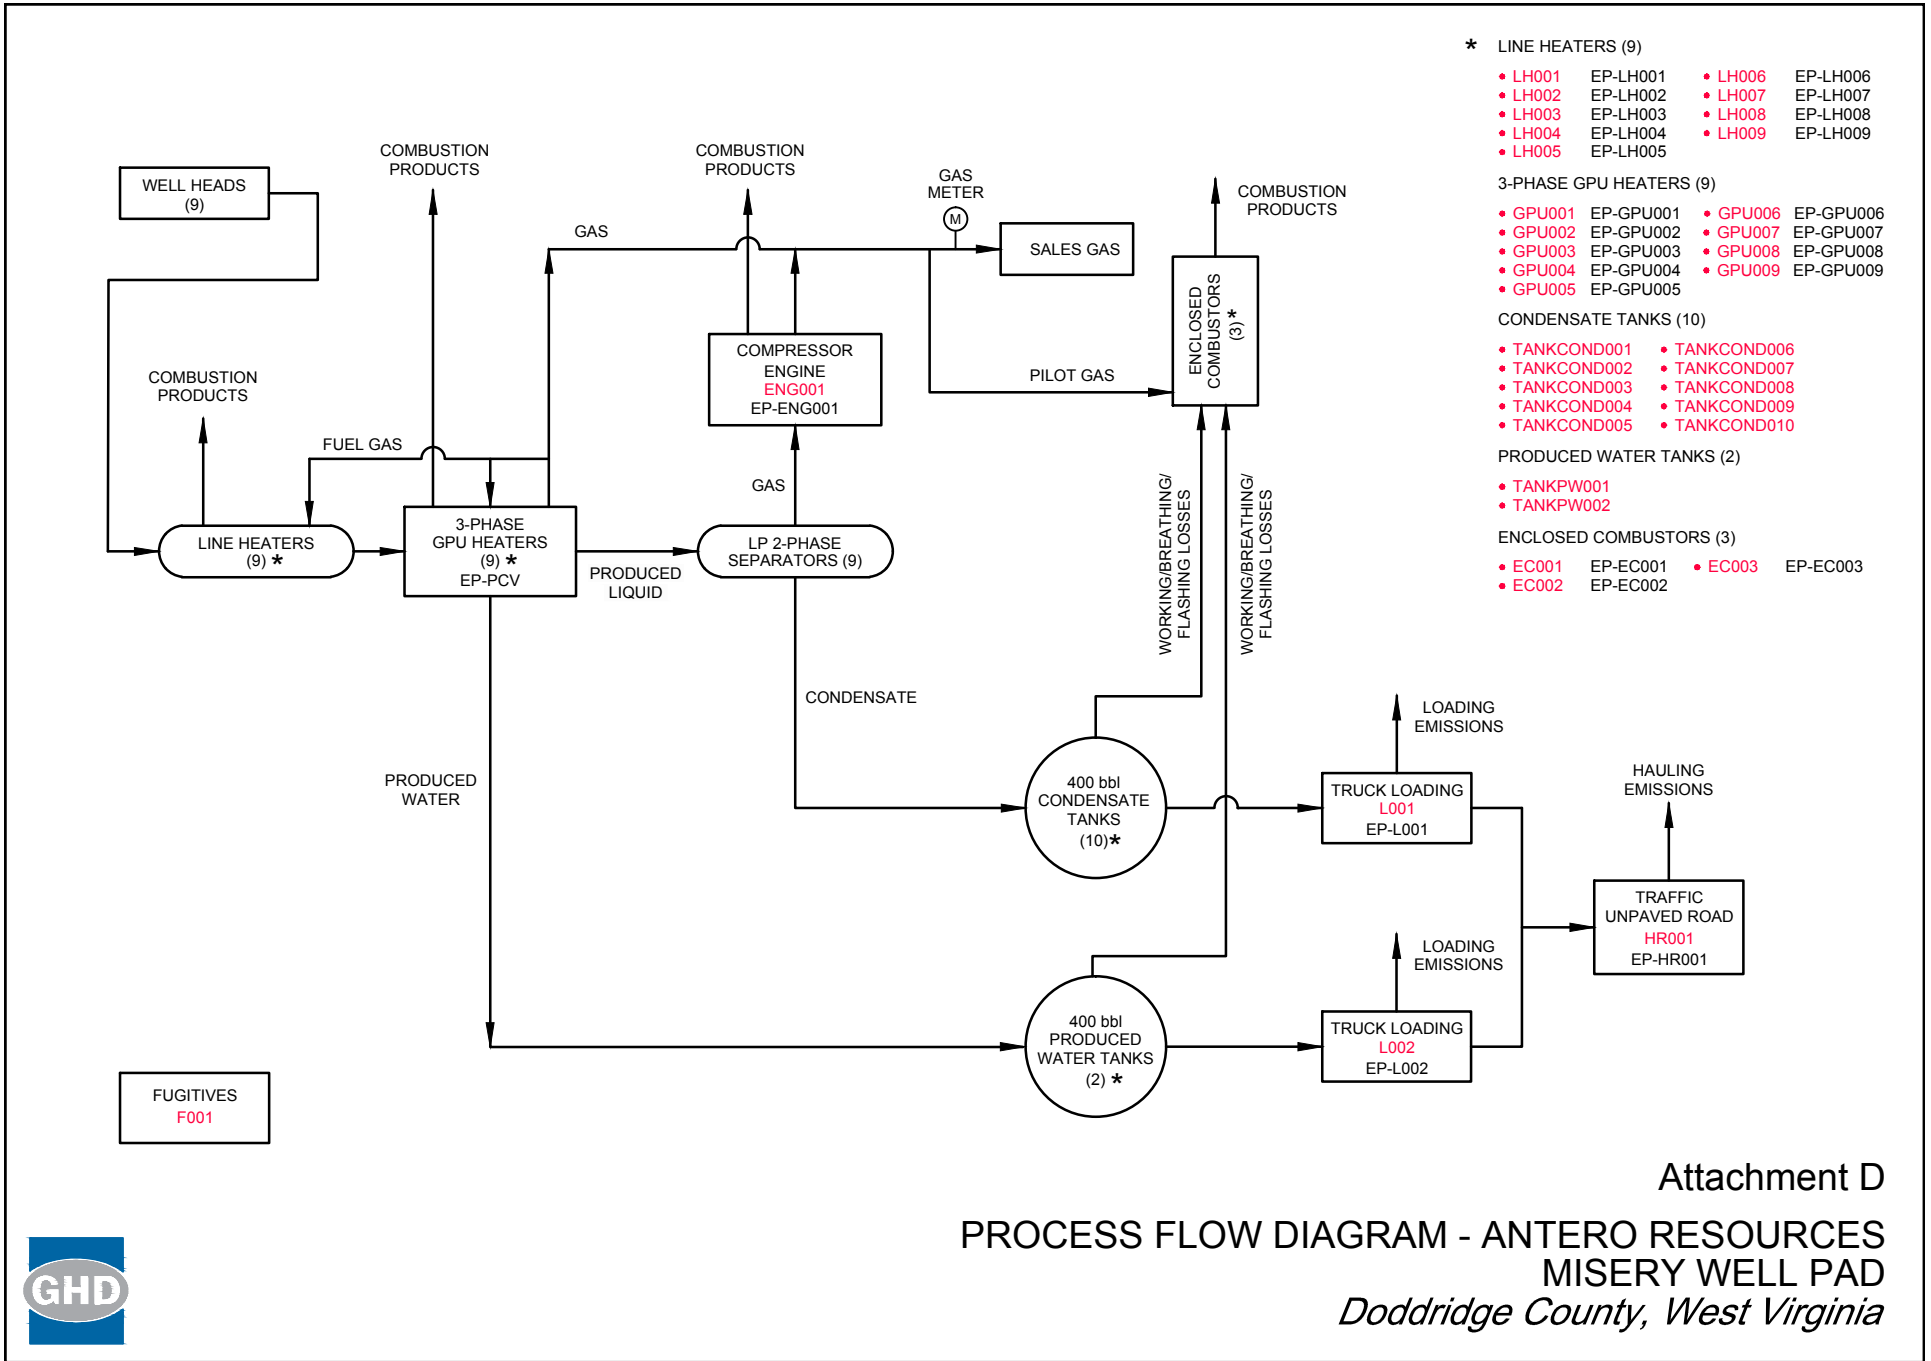 * LINE HEATERS (9)
• LH001 EP-LH001 • LH006 EP-LH006
• LH002 EP-LH002 • LH007 EP-LH007
• LH003 EP-LH003 • LH008 EP-LH008
• LH004 EP-LH004 • LH009 EP-LH009
• LH005 EP-LH005
3-PHASE GPU HEATERS (9)
• GPU001 EP-GPU001 • GPU006 EP-GPU006
• GPU002 EP-GPU002 • GPU007 EP-GPU007
• GPU003 EP-GPU003 • GPU008 EP-GPU008
• GPU004 EP-GPU004 • GPU009 EP-GPU009
• GPU005 EP-GPU005
CONDENSATE TANKS (10)
• TANKCOND001 • TANKCOND006
• TANKCOND002 • TANKCOND007
• TANKCOND003 • TANKCOND008
• TANKCOND004 • TANKCOND009
• TANKCOND005 • TANKCOND010
PRODUCED WATER TANKS (2)
• TANKPW001
• TANKPW002
ENCLOSED COMBUSTORS (3)
• EC001 EP-EC001 • EC003 EP-EC003
• EC002 EP-EC002
WELL HEADS
(9)
COMBUSTION
PRODUCTS
COMBUSTION
PRODUCTS
GAS
METER
M
COMBUSTION
PRODUCTS
GAS
SALES GAS
ENCLOSED
COMBUSTORS
(3)*
COMPRESSOR
ENGINE
ENG001
EP-ENG001
PILOT GAS
COMBUSTION
PRODUCTS
FUEL GAS
GAS
LINE HEATERS
(9) *
3-PHASE
GPU HEATERS
(9) *
EP-PCV
PRODUCED
LIQUID
LP 2-PHASE
SEPARATORS (9)
WORKING/BREATHING/
FLASHING LOSSES
WORKING/BREATHING/
FLASHING LOSSES
CONDENSATE
PRODUCED
WATER
400 bbl
CONDENSATE
TANKS
(10)*
LOADING
EMISSIONS
TRUCK LOADING
L001
EP-L001
HAULING
EMISSIONS
TRAFFIC
UNPAVED ROAD
HR001
EP-HR001
LOADING
EMISSIONS
400 bbl
PRODUCED
WATER TANKS
(2) *
TRUCK LOADING
L002
EP-L002
FUGITIVES
F001
Attachment D
PROCESS FLOW DIAGRAM - ANTERO RESOURCES
MISERY WELL PAD
Doddridge County, West Virginia
GHD